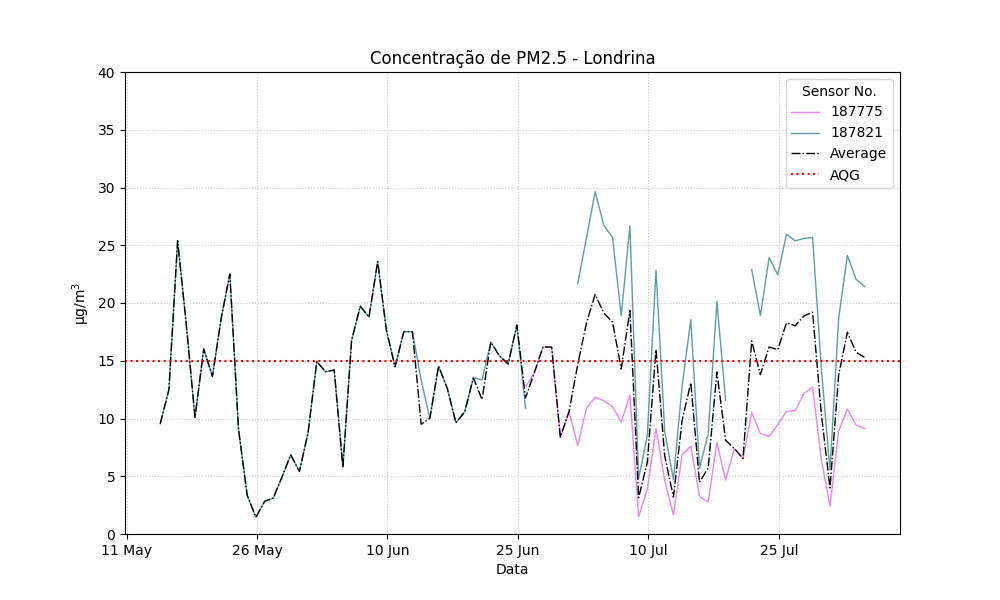 Concentração de PM2.5 - Londrina
40
35
30
25
20
15
10
5
0
µg/m³
11 May
26 May
10 Jun
25 Jun
10 Jul
25 Jul
Data
Sensor No.
187775
187821
Average
AQG